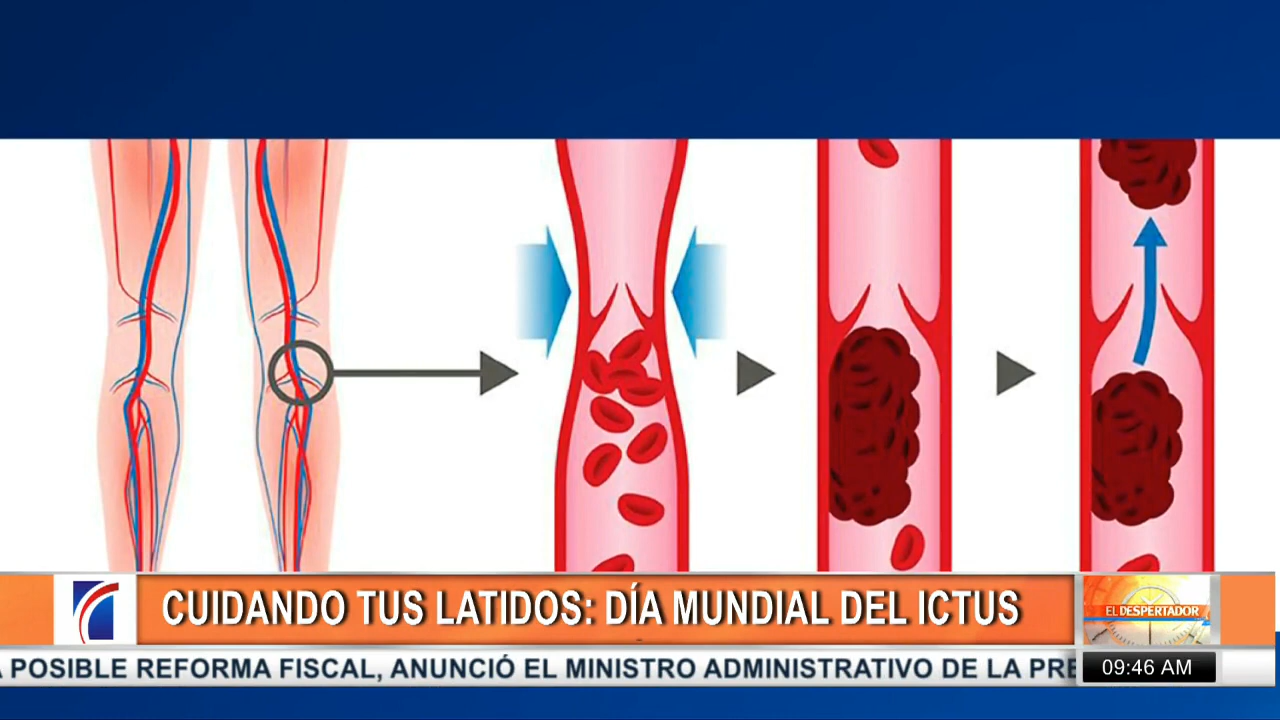 CUIDANDO TUS LATIDOS: DÍA MUNDIAL DEL ICTUS
EL DESPERTADOR
POSIBLE REFORMA FISCAL, ANUNCIÓ EL MINISTRO ADMINISTRATIVO DE LA PRE
09:46 AM